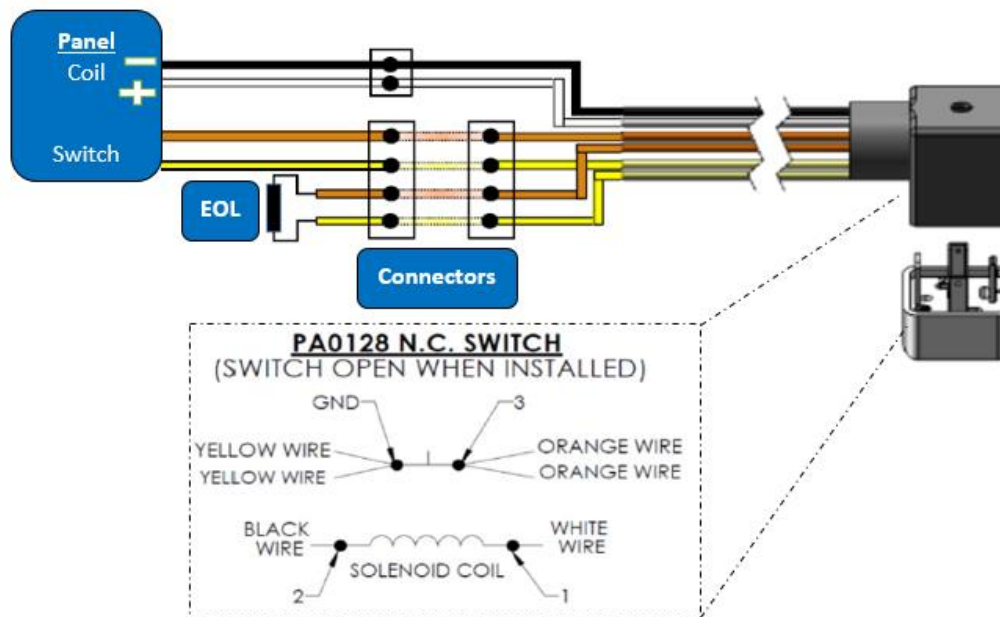 Panel
Coil
Switch
EOL
Connectors
PA0128 N.C. SWITCH
(SWITCH OPEN WHEN INSTALLED)
GND
3
YELLOW WIRE
ORANGE WIRE
YELLOW WIRE
ORANGE WIRE
BLACK
WIRE
WHITE
WIRE
SOLENOID COIL
2
1